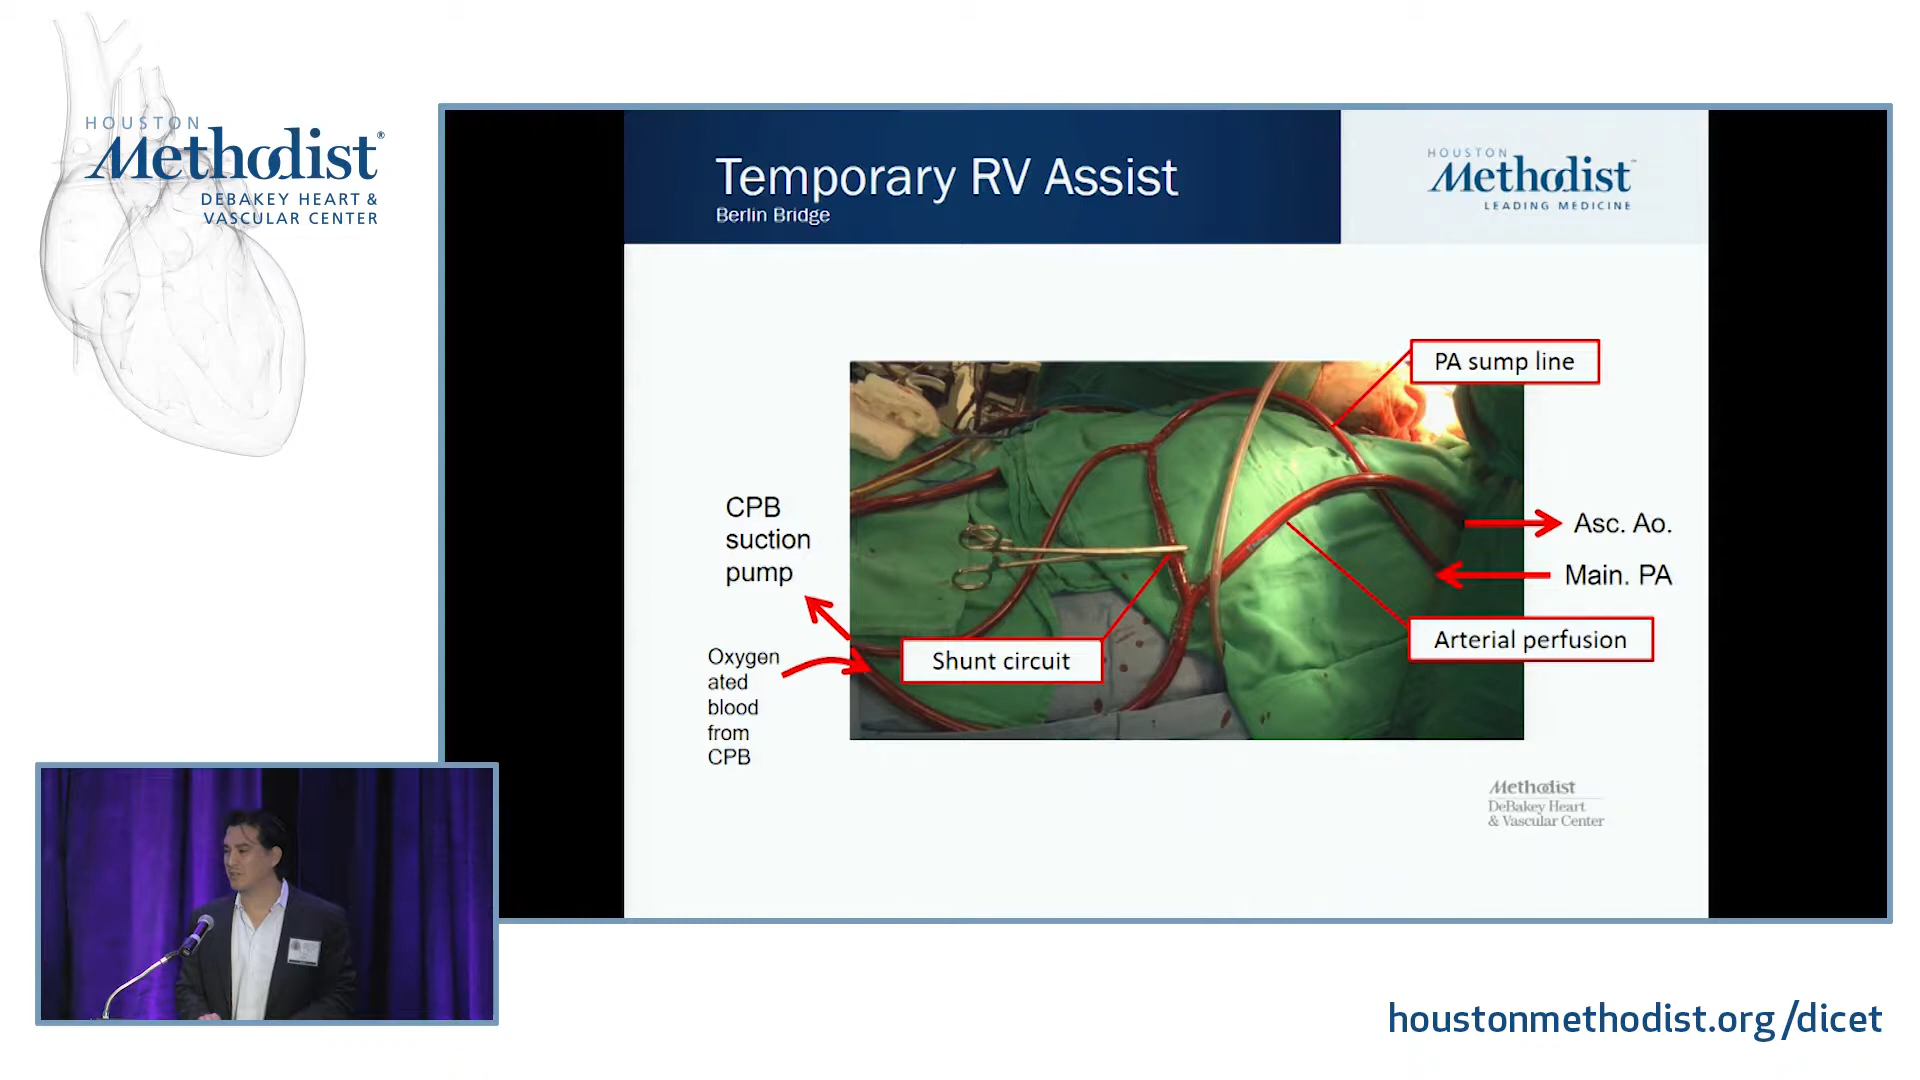 HOUSTON
Methodist®
DEBAKEY HEART &
VASCULAR CENTER
Temporary RV Assist
Berlin Bridge
HOUSTON
Methodist™
LEADING MEDICINE
PA sump line
CPB
suction
pump
Asc. Ao.
Main. PA
Arterial perfusion
Shunt circuit
Oxygen
ated
blood
from
CPB
Methodist
DeBakey Heart
& Vascular Center
houstonmethodist.org/dicet